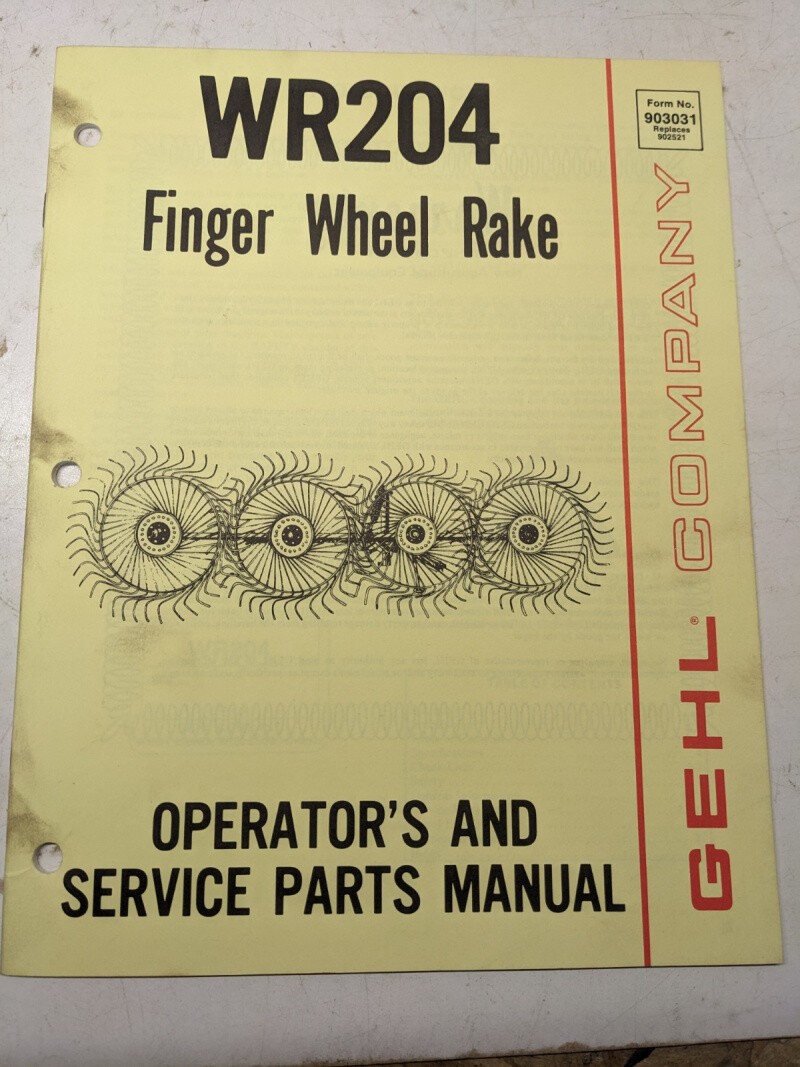 WR204
Finger Wheel Rake
Form No.
903031
Replaces
902521
GEHL® COMPANY
OPERATOR'S AND
SERVICE PARTS MANUAL